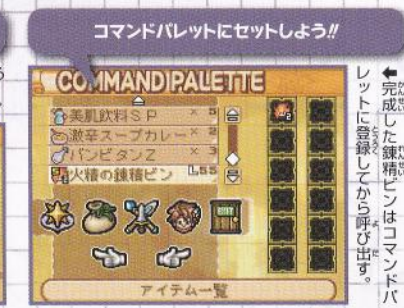 コマンドパレットにセットしよう!!
COMMAND PALETTE
美肌飲料SP × 5
激辛スープカレー × 2
パンビタンZ × 3
火精の錬精ビン L.55
2
EXIT
アイテム一覧
←完成した錬精ビンはコマンドパ
レットに登録してから呼び出す。